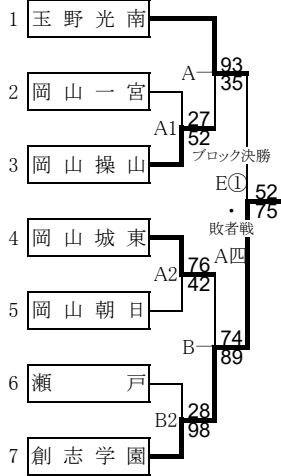 1 玉野光南
A 93
35
2 岡山一宮
A1 27
52
3 岡山操山
ブロック決勝
E①
52
・
75
敗者戦
4 岡山城東
A四
A2 76
42
5 岡山朝日
B 74
89
6 瀬戸
B2 28
98
7 創志学園